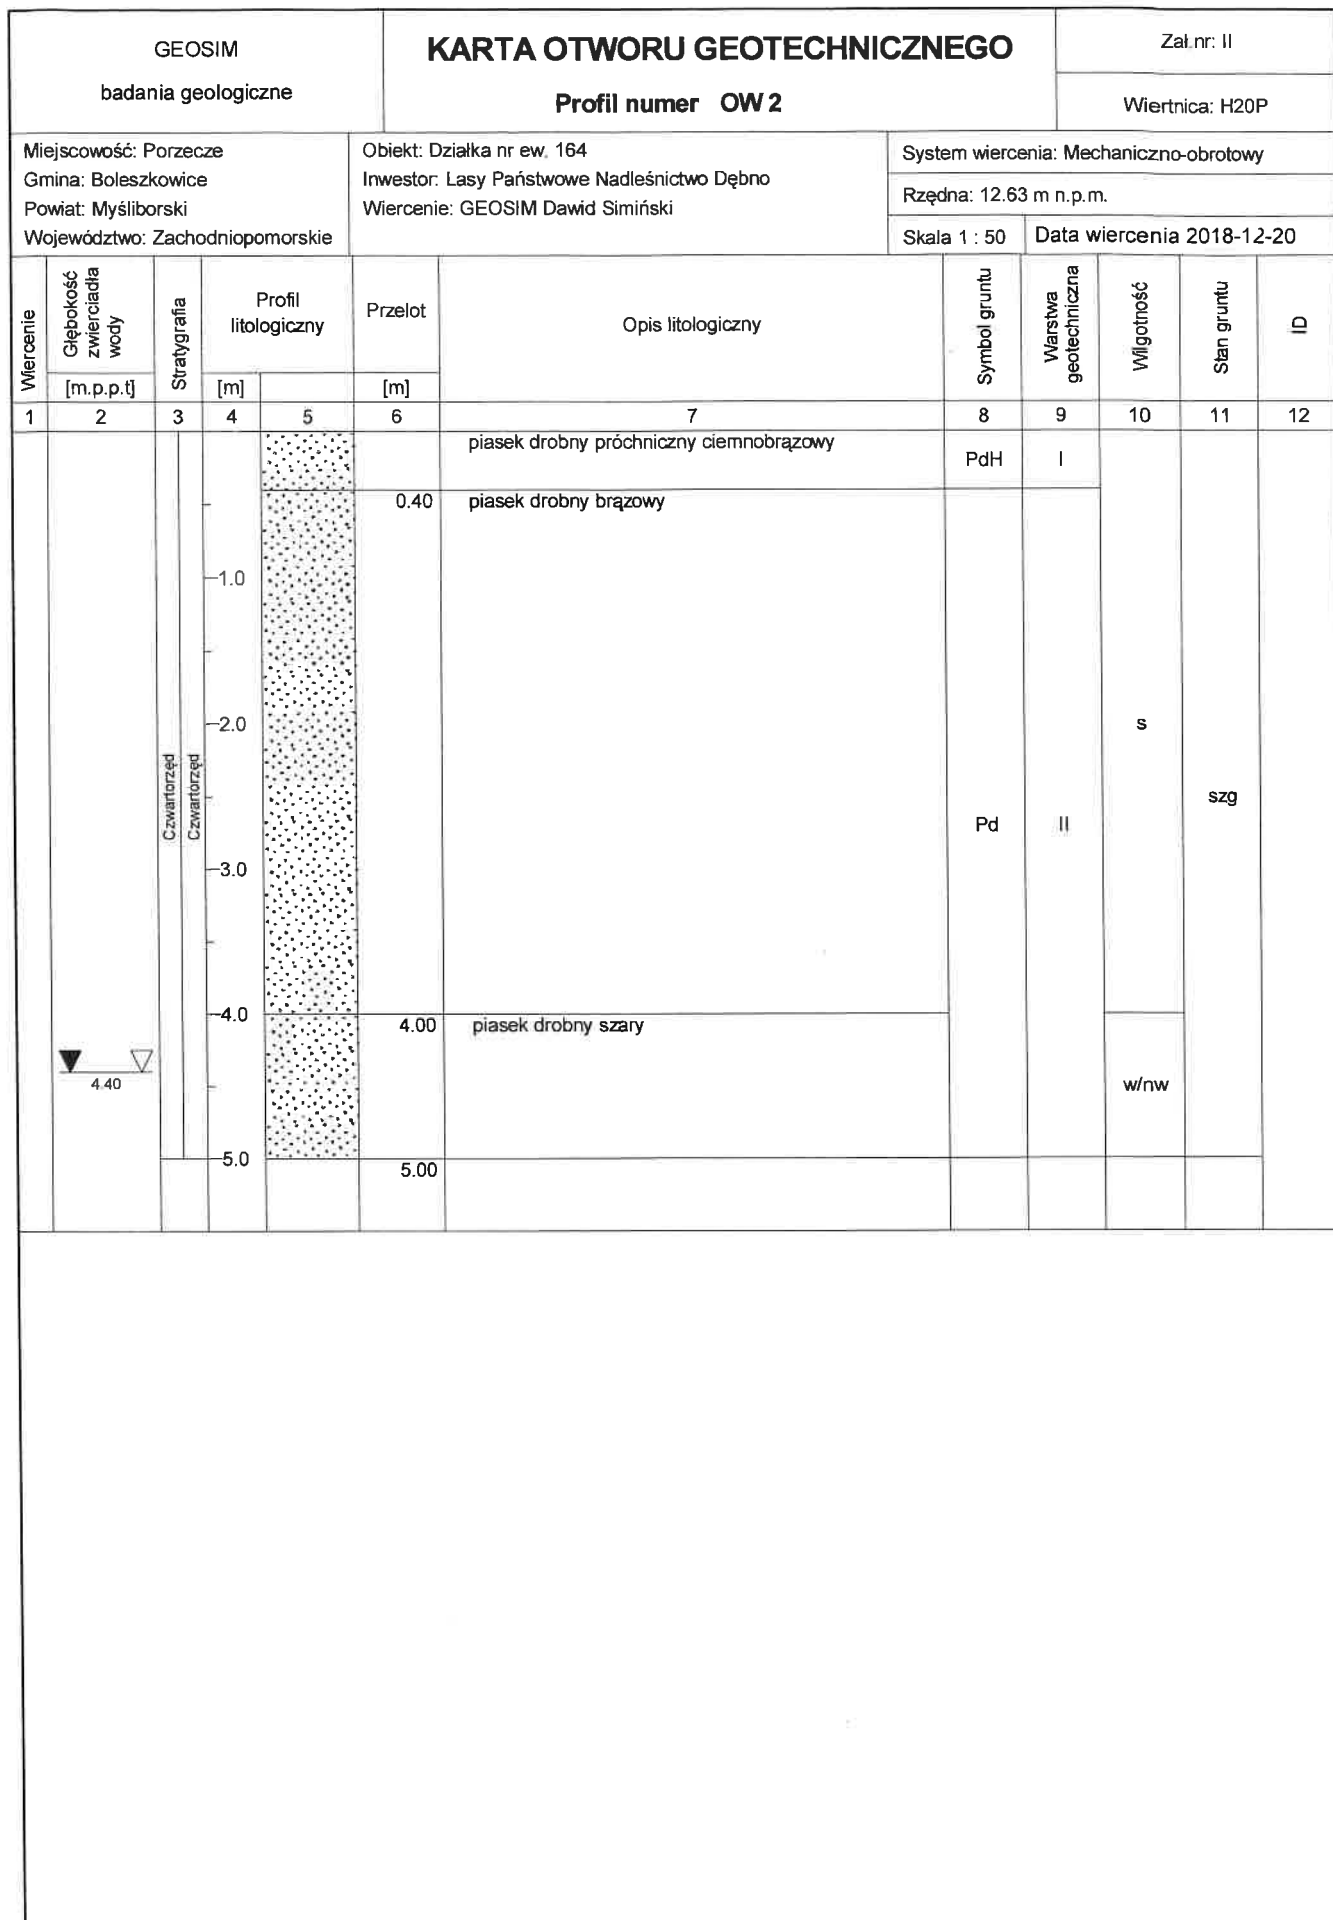 GEOSIM
badania geologiczne
KARTA OTWORU GEOTECHNICZNEGO
Profil numer OW 2
Zał.nr: II
Wiertnica: H20P
Miejscowość: Porzecze
Gmina: Boleszkowice
Powiat: Myśliborski
Województwo: Zachodniopomorskie
Obiekt: Działka nr ew. 164
Inwestor: Lasy Państwowe Nadleśnictwo Dębno
Wiercenie: GEOSIM Dawid Simiński
System wiercenia: Mechaniczno-obrotowy
Rzędna: 12.63 m n.p.m.
Skala 1 : 50
Data wiercenia 2018-12-20
Wiercenie
Głębokość
zwierciadła
wody
[m.p.p.t]
Stratygrafia
Profil
litologiczny
[m]
Przelot
[m]
Opis litologiczny
Symbol gruntu
Warstwa
geotechniczna
Wilgotność
Stan gruntu
ID
1 2 3 4 5 6 7 8 9 10 11 12
piasek drobny próchniczny ciemnobrązowy
PdH I
0.40 piasek drobny brązowy
1.0
2.0
s
Czwartorzęd
Czwartorzęd
szg
Pd II
3.0
4.0
4.00 piasek drobny szary
4.40
w/nw
5.0
5.00